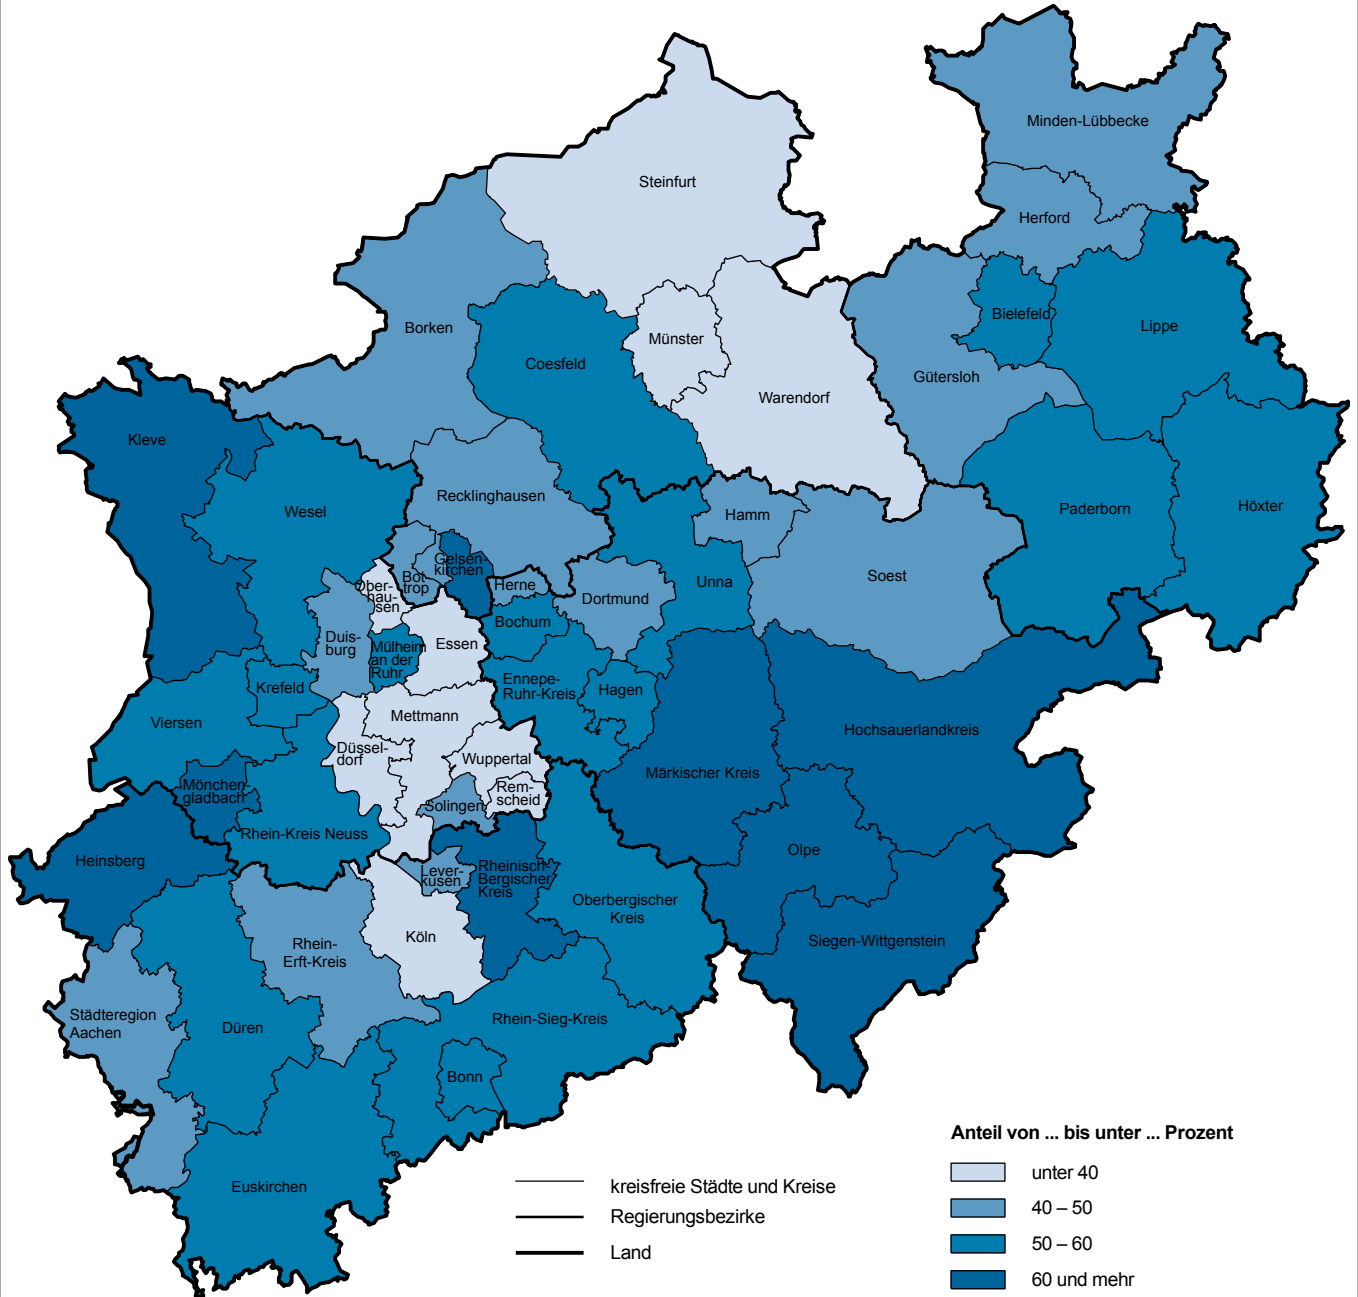 Minden-Lübbecke
Steinfurt
Herford
Bielefeld
Lippe
Borken
Münster
Coesfeld
Gütersloh
Warendorf
Kleve
Recklinghausen
Wesel
Hamm
Paderborn
Höxter
Gelsen-
kirchen
Bot-
trop
Ober-
hau-
sen
Herne
Dortmund
Unna
Soest
Bochum
Duis-
burg
Mülheim
an der
Ruhr
Essen
Krefeld
Ennepe-
Ruhr-Kreis
Hagen
Viersen
Mettmann
Düssel-
dorf
Wuppertal
Hochsauerlandkreis
Märkischer Kreis
Mönchen-
gladbach
Rem-
scheid
Solingen
Rhein-Kreis Neuss
Heinsberg
Olpe
Lever-
kusen
Rheinisch-
Bergischer
Kreis
Oberbergischer
Kreis
Köln
Rhein-
Erft-Kreis
Siegen-Wittgenstein
Städteregion
Aachen
Düren
Rhein-Sieg-Kreis
Bonn
Euskirchen
kreisfreie Städte und Kreise
Regierungsbezirke
Land
Anteil von ... bis unter ... Prozent
unter 40
40 – 50
50 – 60
60 und mehr